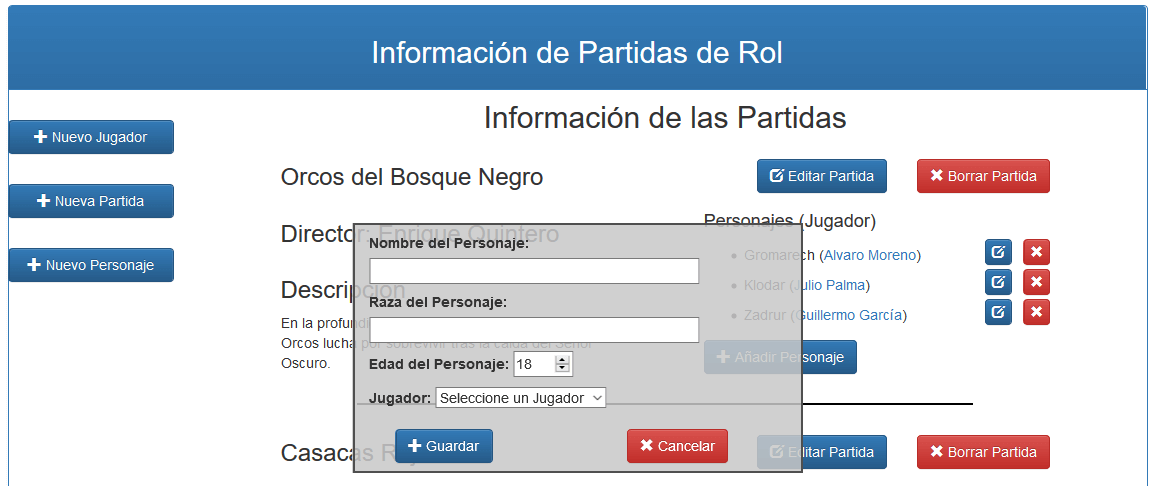 Información de Partidas de Rol
Información de las Partidas
Nuevo Jugador
Nueva Partida
Nuevo Personaje
Orcos del Bosque Negro
Editar Partida
Borrar Partida
Director: Enrique Quintero
Personajes (Jugador)
Gromarech (Alvaro Moreno)
Klodar (Julio Palma)
Zadrur (Guillermo García)
Añadir Personaje
Descripción
En la profundi
Orcos lucha por sobrevivir tras la caída del Señor
Oscuro.
Nombre del Personaje:
Raza del Personaje:
Edad del Personaje: 18
Jugador: Seleccione un Jugador
Guardar
Cancelar
Casacas
Editar Partida
Borrar Partida